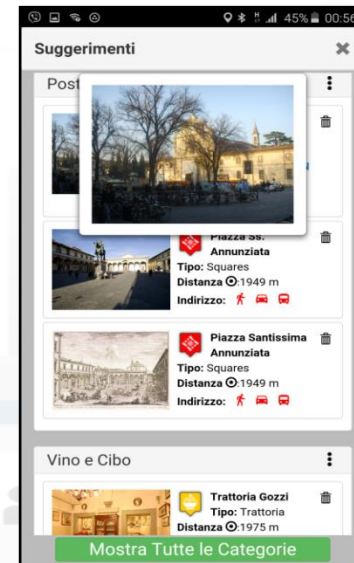 45% 00:56
Suggerimenti
Post
Piazza Ss.
Annunziata
Tipo: Squares
Distanza :1949 m
Indirizzo:
Piazza Santissima
Annunziata
Tipo: Squares
Distanza :1949 m
Indirizzo:
Vino e Cibo
Trattoria Gozzi
Tipo: Trattoria
Distanza :1975 m
Mostra Tutte le Categorie